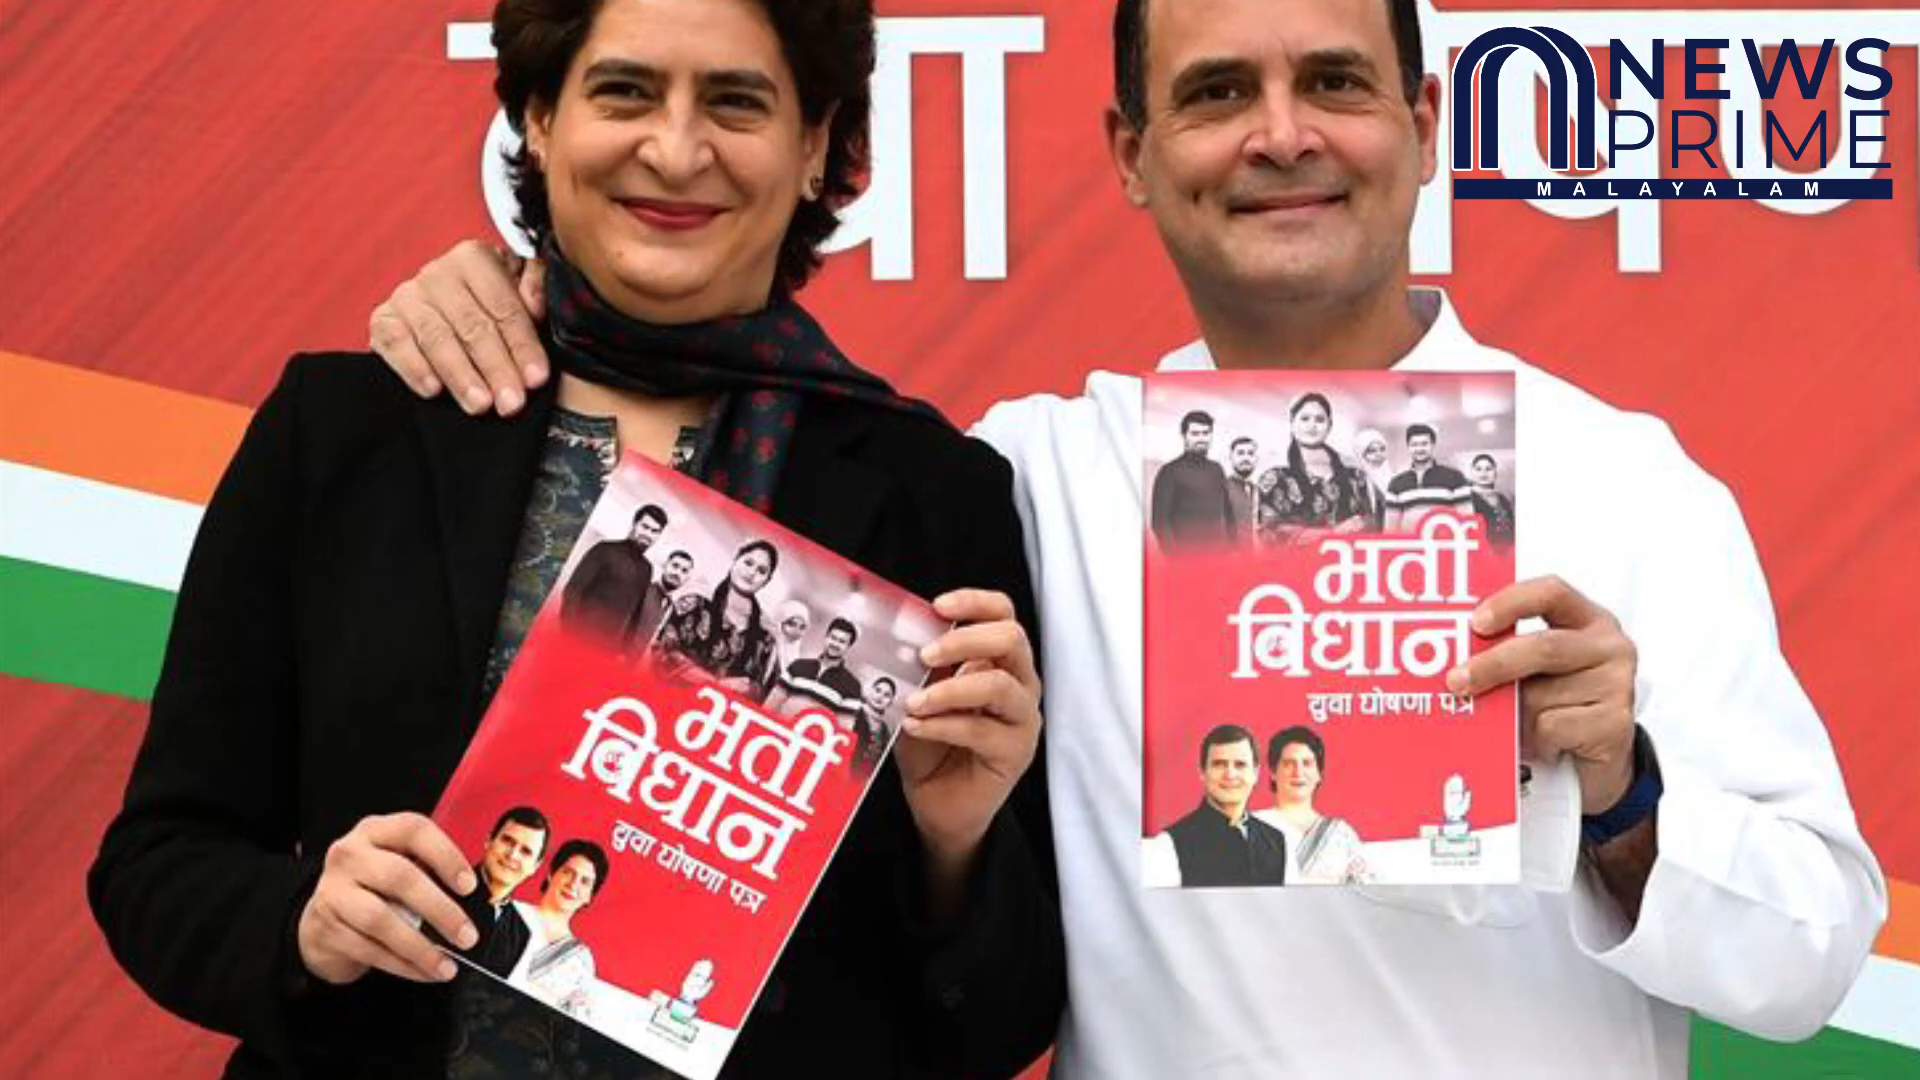 NEWS
PRIME
MALAYALAM
भर्ती
विधान
युवा घोषणा पत्र
भर्ती
विधान
युवा घोषणा पत्र